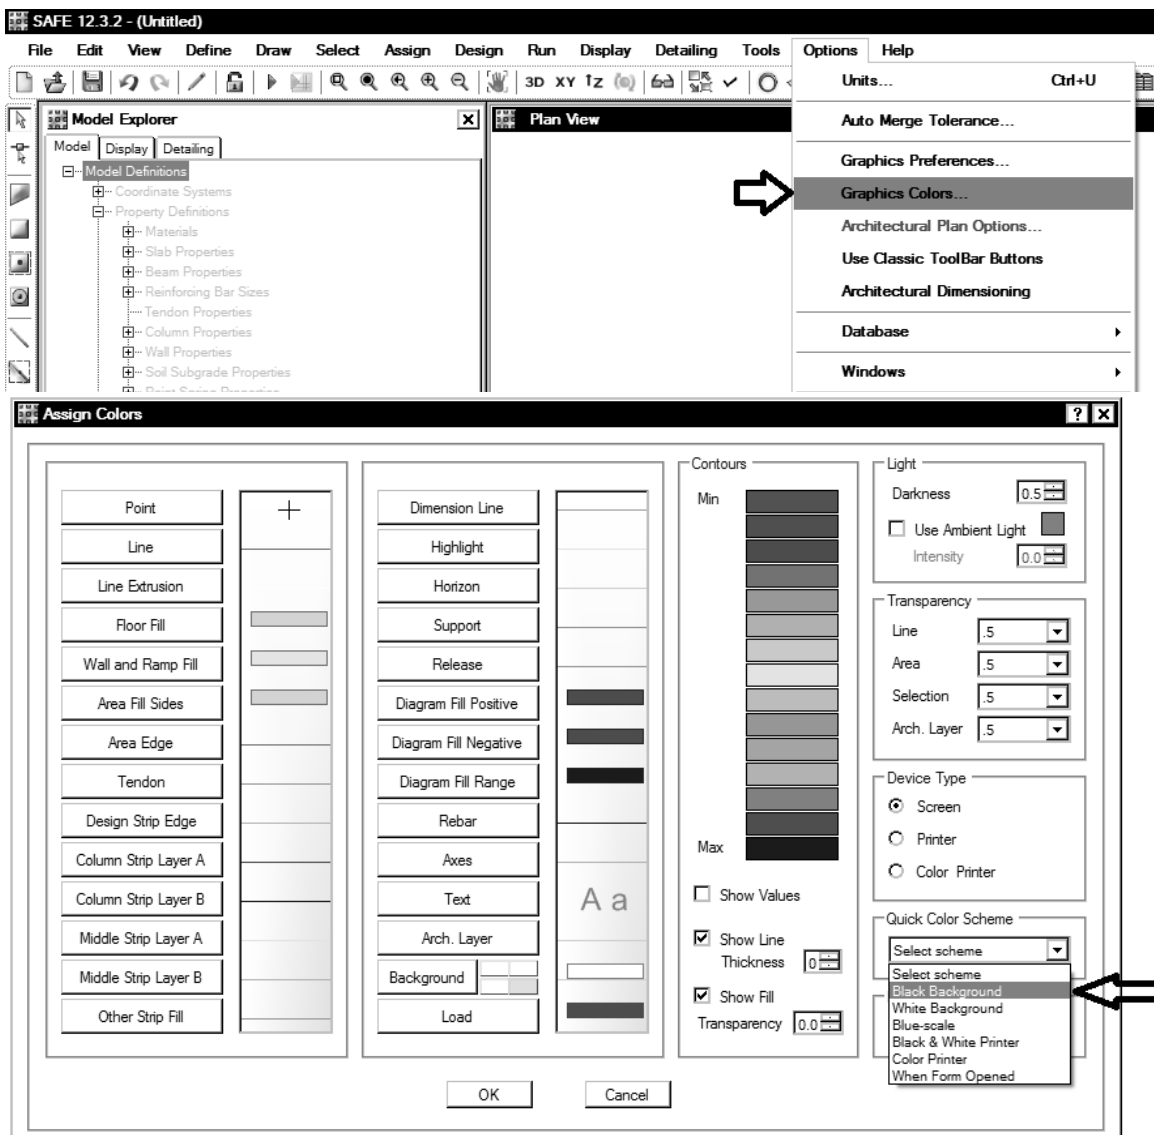 SAFE 12.3.2 - (Untitled)
File Edit View Define Draw Select Assign Design Run Display Detailing Tools Options Help
3D XY
Units... Ctrl+U
Model Explorer
Plan View
Auto Merge Tolerance...
Model Display Detailing
Graphics Preferences...
Model Definitions
Coordinate Systems
Graphics Colors...
Property Definitions
Materials
Architectural Plan Options...
Slab Properties
Use Classic ToolBar Buttons
Beam Properties
Reinforcing Bar Sizes
Architectural Dimensioning
Tendon Properties
Column Properties
Database
Wall Properties
Soil Subgrade Properties
Windows
Assign Colors
Point
Line
Line Extrusion
Floor Fill
Wall and Ramp Fill
Area Fill Sides
Area Edge
Tendon
Design Strip Edge
Column Strip Layer A
Column Strip Layer B
Middle Strip Layer A
Middle Strip Layer B
Other Strip Fill
Dimension Line
Highlight
Horizon
Support
Release
Diagram Fill Positive
Diagram Fill Negative
Diagram Fill Range
Rebar
Axes
Text
A a
Arch. Layer
Background
Load
Contours
Min
Max
Show Values
Show Line
Thickness 0
Show Fill
Transparency 0.0
Light
Darkness 0.5
Use Ambient Light
Intensity 0.0
Transparency
Line .5
Area .5
Selection .5
Arch. Layer .5
Device Type
Screen
Printer
Color Printer
Quick Color Scheme
Select scheme
Select scheme
Black Background
White Background
Blue-scale
Black & White Printer
Color Printer
When Form Opened
OK Cancel